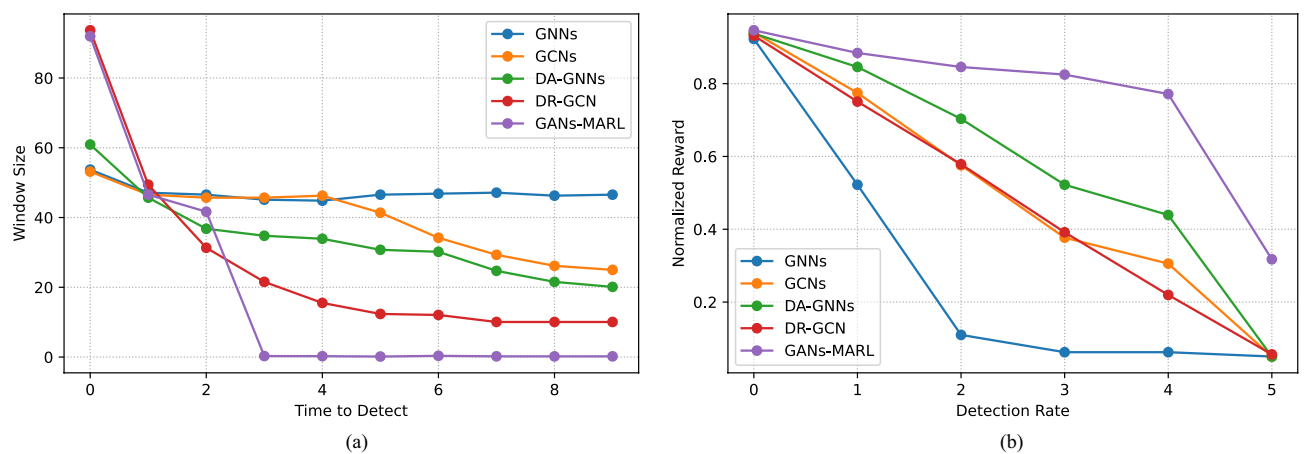 GNNs
GCNs
DA-GNNs
DR-GCN
GANs-MARL
Window Size
80
60
40
20
0
0 2 4 6 8
Time to Detect
(a)
Normalized Reward
0.8
0.6
0.4
0.2
GNNs
GCNs
DA-GNNs
DR-GCN
GANs-MARL
0 1 2 3 4 5
Detection Rate
(b)